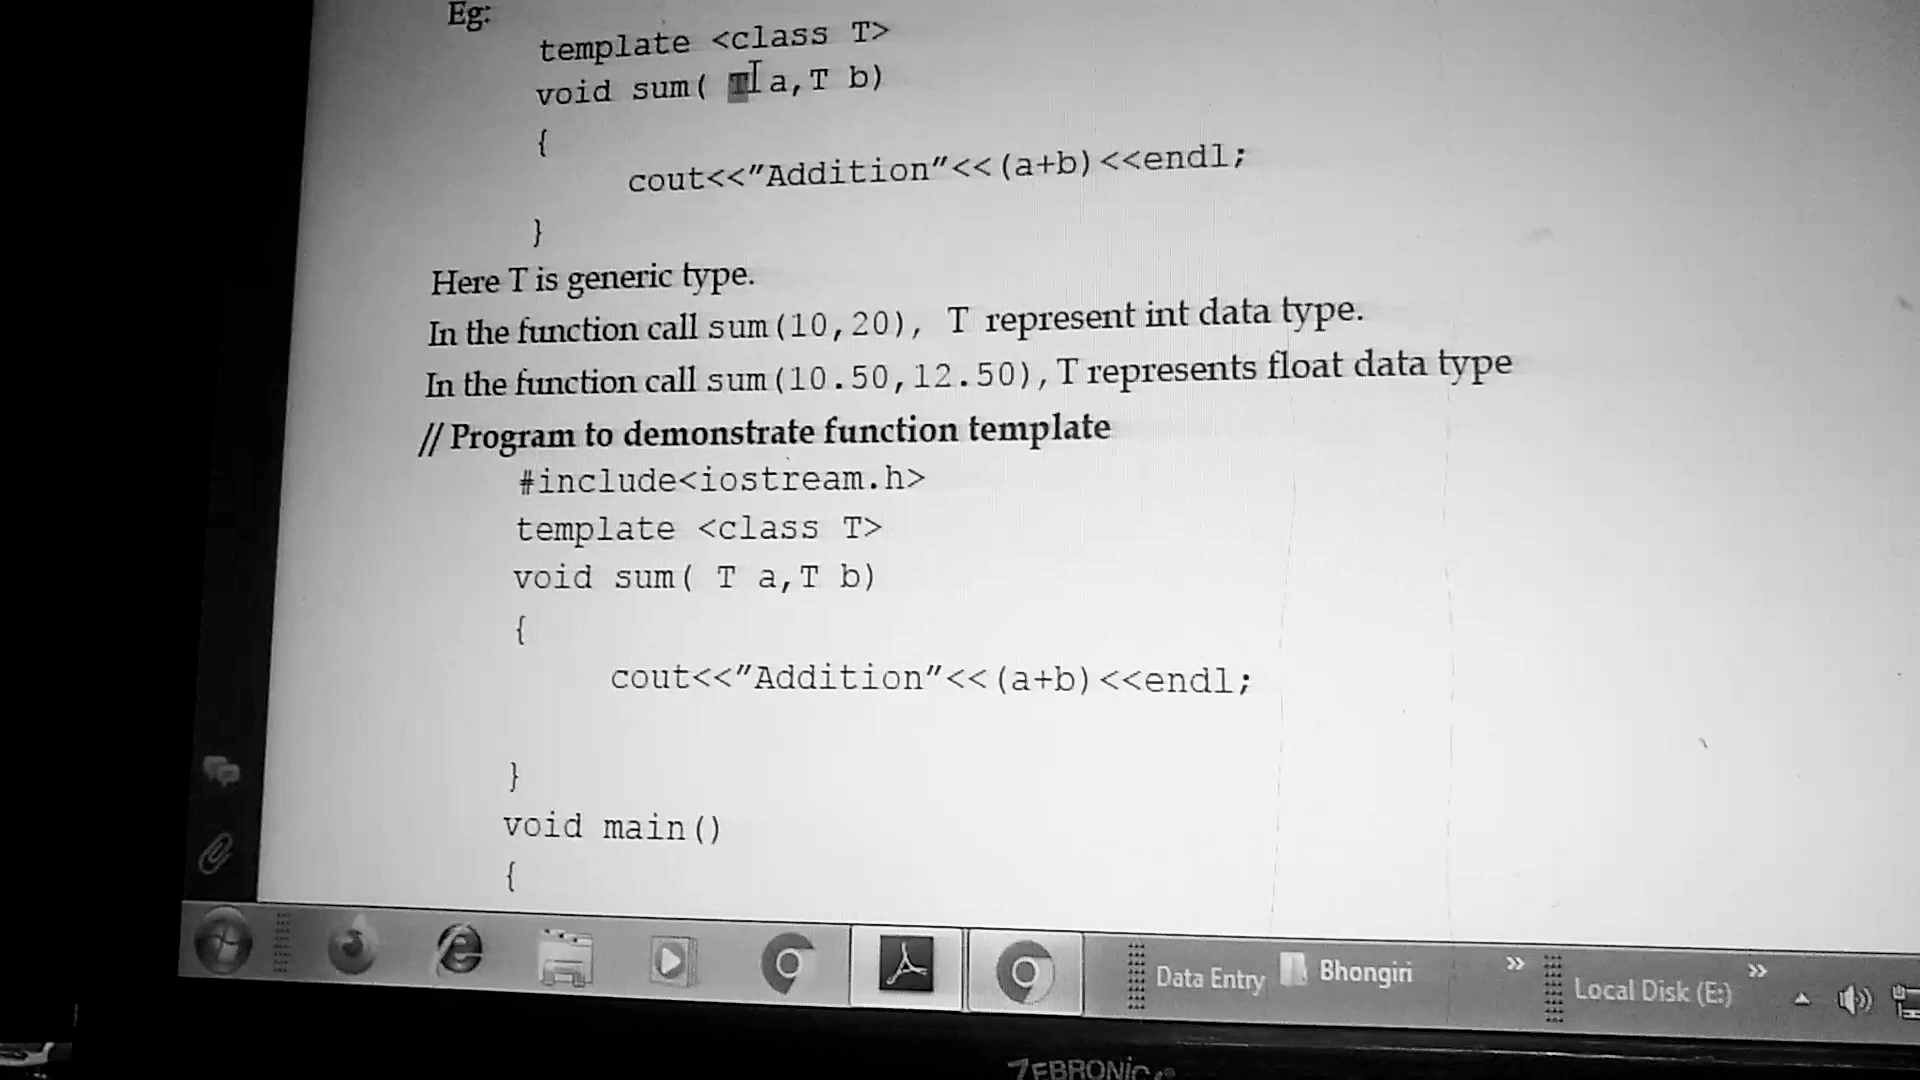 Eg:
template <class T>
void sum( T a,T b)
{
cout<<"Addition"<<(a+b)<<endl;
}
Here T is generic type.
In the function call sum(10,20), T represent int data type.
In the function call sum(10.50,12.50), T represents float data type
// Program to demonstrate function template
#include<iostream.h>
template <class T>
void sum( T a,T b)
{
cout<<"Addition"<<(a+b)<<endl;
}
void main()
{
Data Entry Bhongiri » Local Disk (E:) »
ZEBRONICS